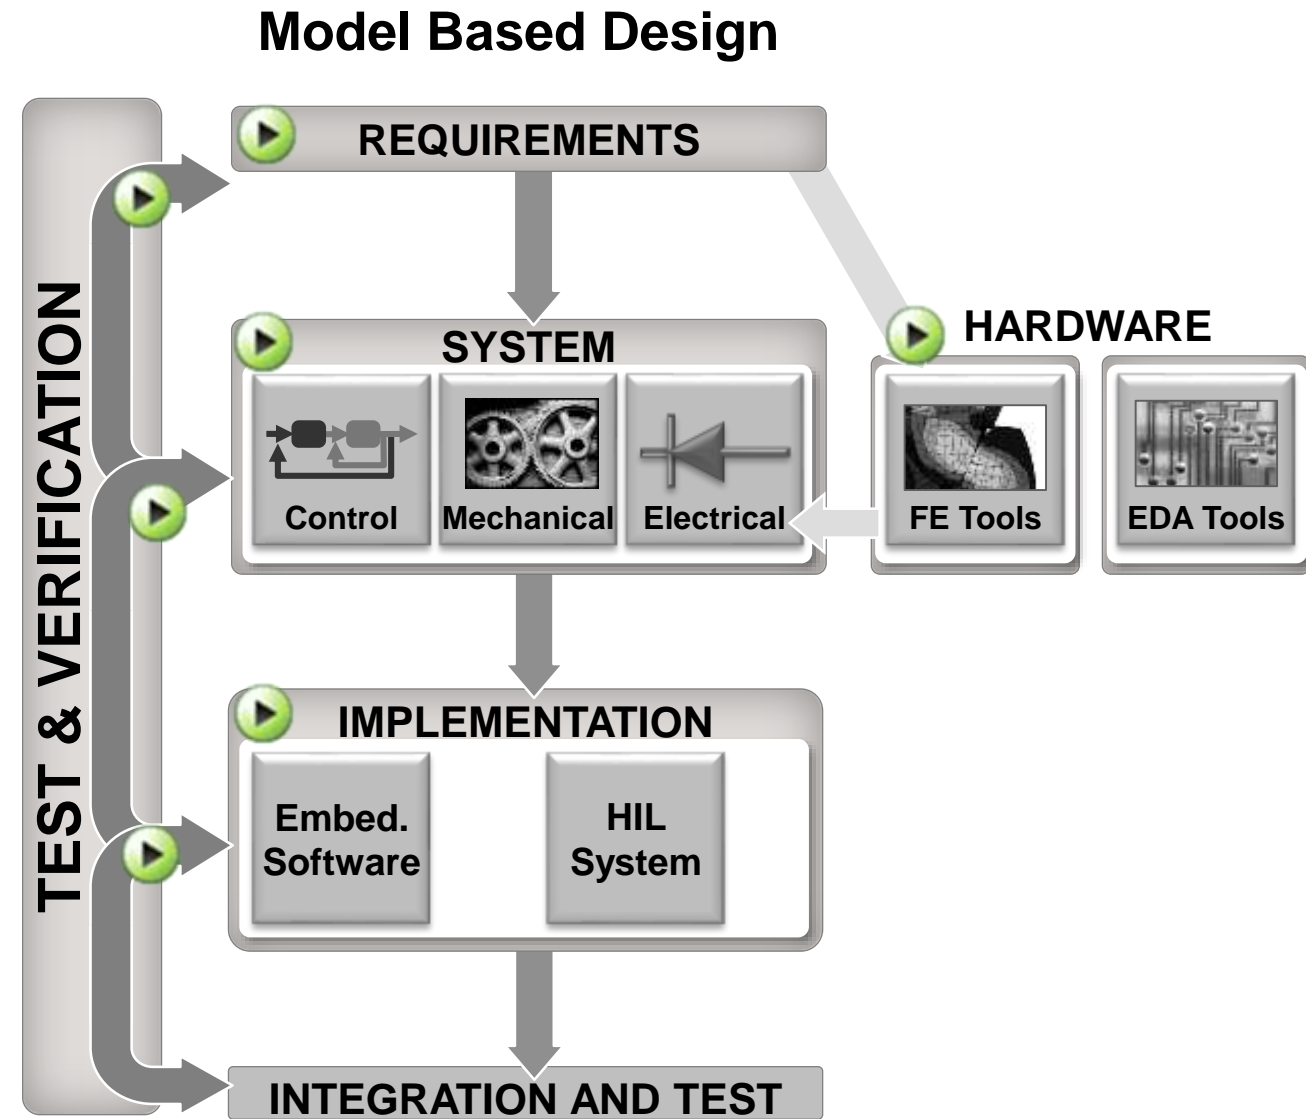 Model Based Design
TEST & VERIFICATION
REQUIREMENTS
HARDWARE
SYSTEM
Control
Mechanical
Electrical
FE Tools
EDA Tools
IMPLEMENTATION
Embed.
Software
HIL
System
INTEGRATION AND TEST